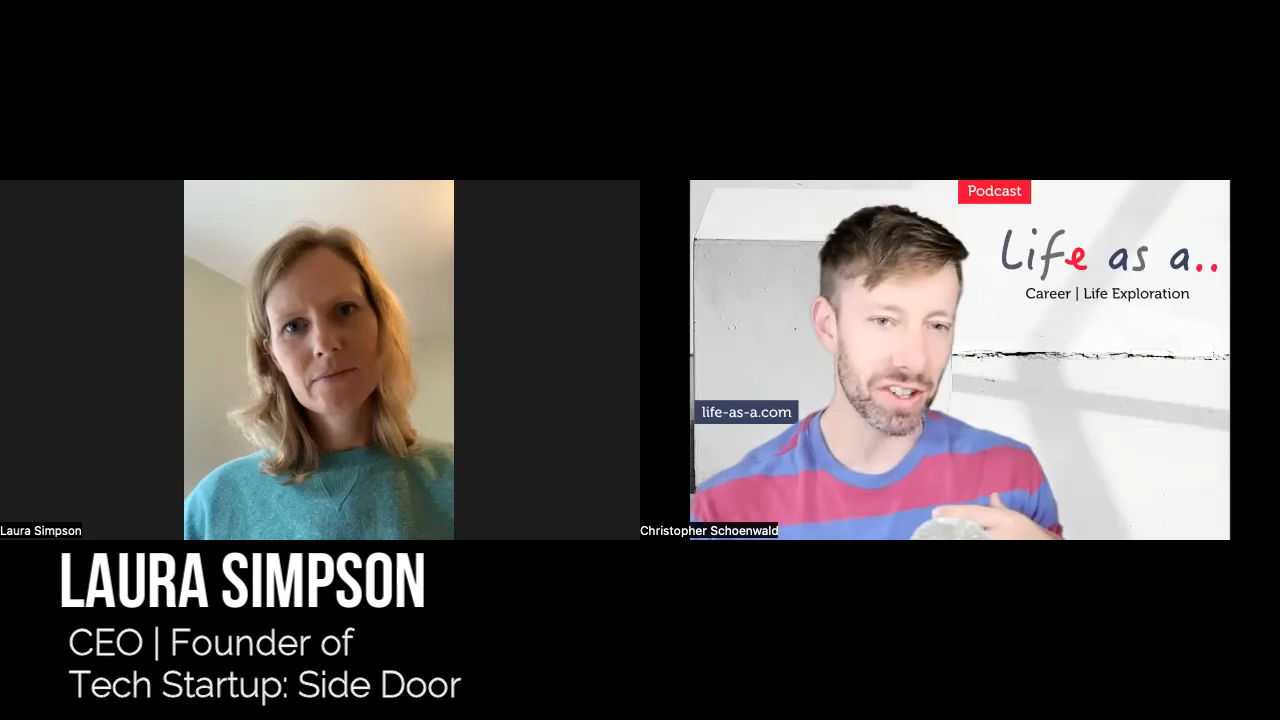 Podcast
Life as a..
Career | Life Exploration
life-as-a.com
Laura Simpson
Christopher Schoenwald
LAURA SIMPSON
CEO | Founder of
Tech Startup: Side Door